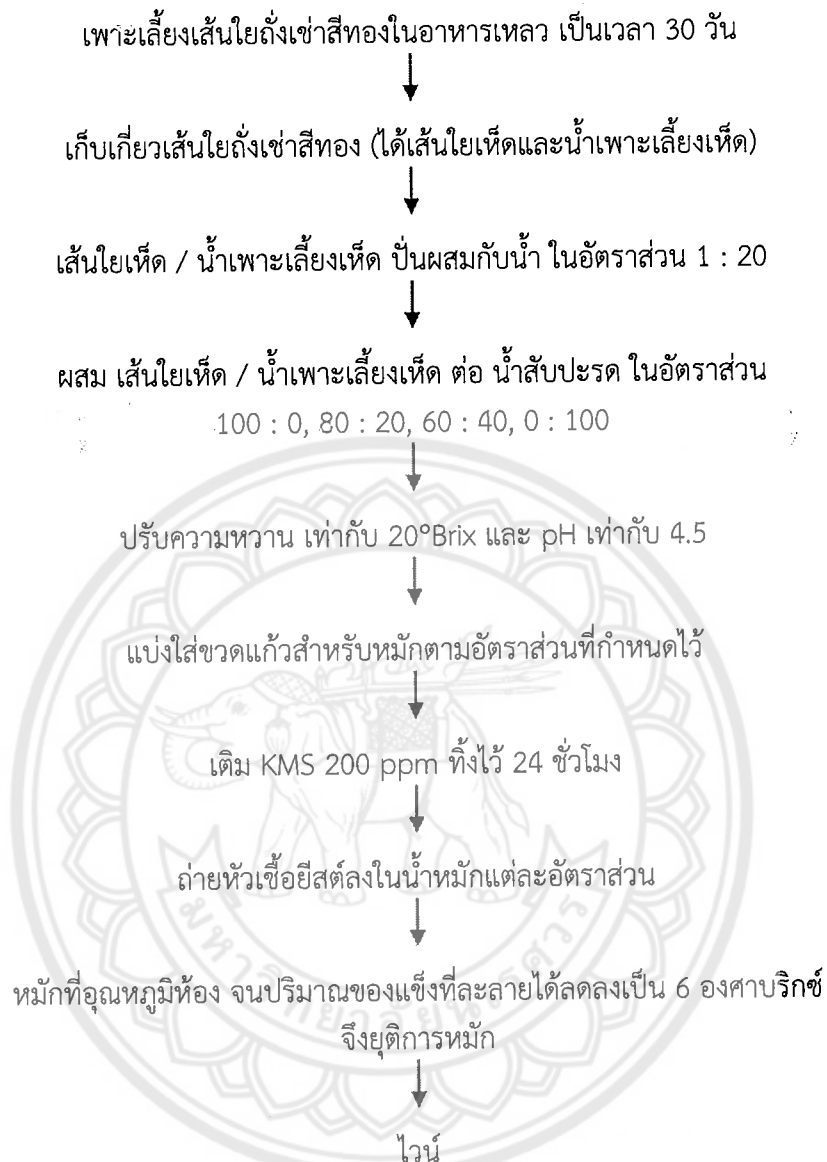 เพาะเลี้ยงเส้นใยถั่งเช่าสีทองในอาหารเหลว เป็นเวลา 30 วัน
เก็บเกี่ยวเส้นใยถั่งเช่าสีทอง (ได้เส้นใยเห็ดและน้ำเพาะเลี้ยงเห็ด)
เส้นใยเห็ด / น้ำเพาะเลี้ยงเห็ด ปั่นผสมกับน้ำ ในอัตราส่วน 1 : 20
ผสม เส้นใยเห็ด / น้ำเพาะเลี้ยงเห็ด ต่อ น้ำสับปะรด ในอัตราส่วน
100 : 0, 80 : 20, 60 : 40, 0 : 100
ปรับความหวาน เท่ากับ 20°Brix และ pH เท่ากับ 4.5
แบ่งใส่ขวดแก้วสำหรับหมักตามอัตราส่วนที่กำหนดไว้
เติม KMS 200 ppm ทิ้งไว้ 24 ชั่วโมง
ถ่ายหัวเชื้อยีสต์ลงในน้ำหมักแต่ละอัตราส่วน
หมักที่อุณหภูมิห้อง จนปริมาณของแข็งที่ละลายได้ลดลงเป็น 6 องศาบริกซ์
จึงยุติการหมัก
ไวน์
มหาวิทยาลัยนเรศวร